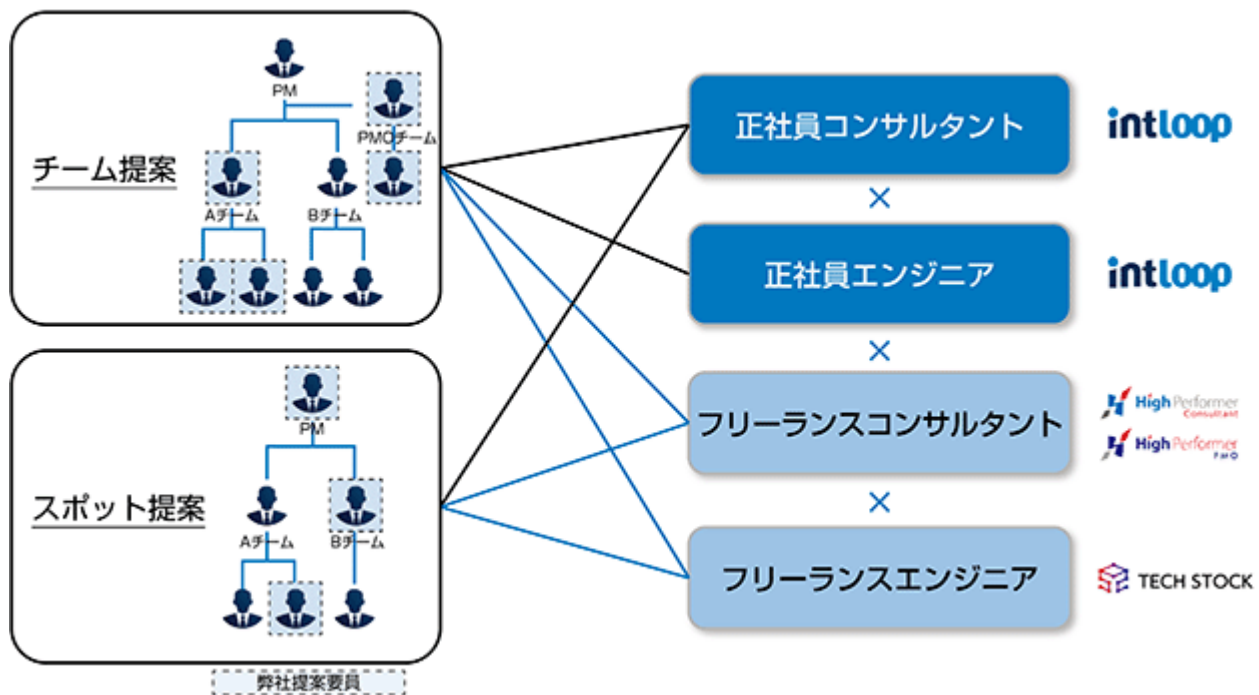 PM
PMOチーム
チーム提案
Aチーム
Bチーム
PM
スポット提案
Aチーム
Bチーム
弊社提案要員
正社員コンサルタント
intloop
×
正社員エンジニア
intloop
×
フリーランスコンサルタント
High Performer
Consultant
High Performer
PMO
×
フリーランスエンジニア
TECH STOCK